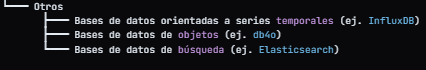 Otros
Bases de datos orientadas a series temporales (ej. InfluxDB)
Bases de datos de objetos (ej. db4o)
Bases de datos de búsqueda (ej. Elasticsearch)